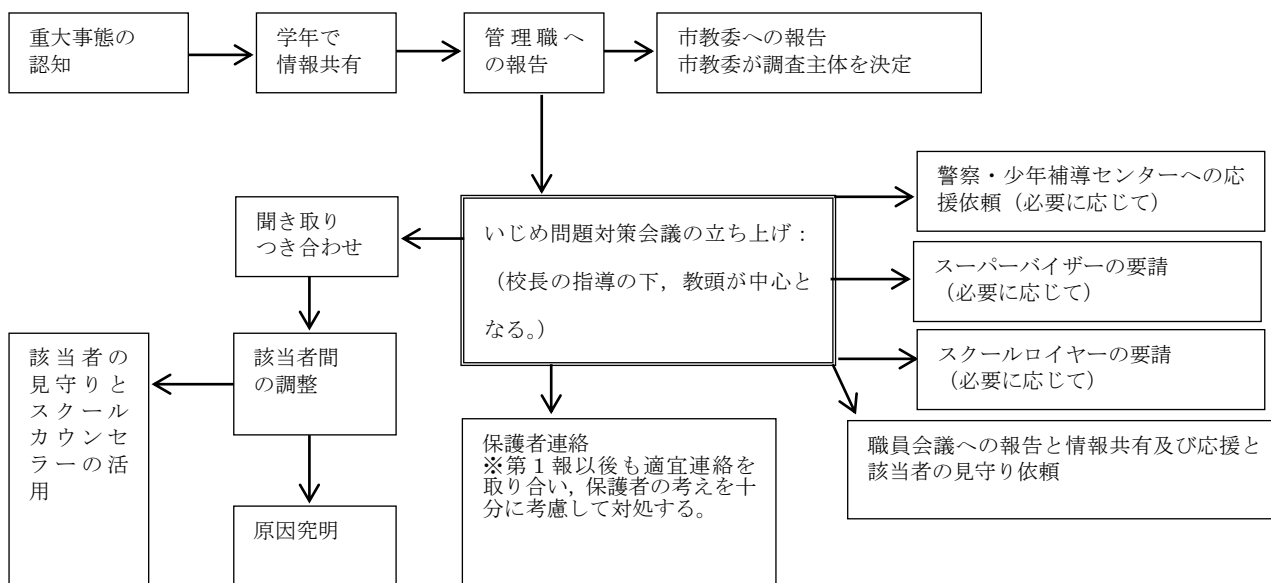 重大事態の
認知
学年で
情報共有
管理職へ
の報告
市教委への報告
市教委が調査主体を決定
警察・少年補導センターへの応
援依頼（必要に応じて）
聞き取り
つき合わせ
いじめ問題対策会議の立ち上げ：
（校長の指導の下，教頭が中心と
なる。）
スーパーバイザーの要請
（必要に応じて）
該当者の
見守りと
スクール
カウンセ
ラーの活
用
該当者間
の調整
スクールロイヤーの要請
（必要に応じて）
保護者連絡
※第１報以後も適宜連絡を
取り合い，保護者の考えを十
分に考慮して対処する。
職員会議への報告と情報共有及び応援と
該当者の見守り依頼
原因究明